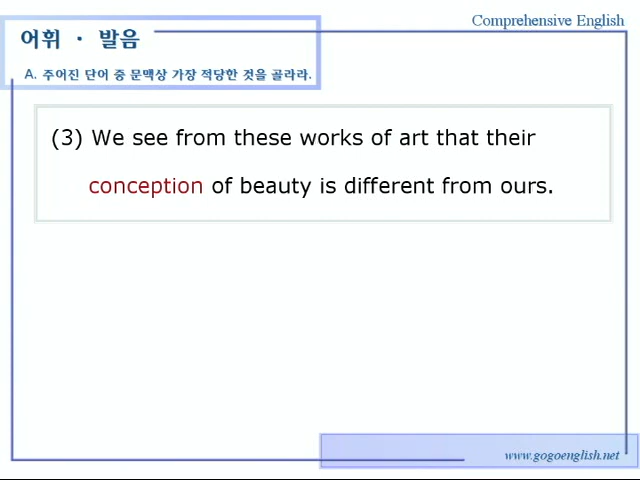 Comprehensive English
어휘 · 발음
A. 주어진 단어 중 문맥상 가장 적당한 것을 골라라.
(3) We see from these works of art that their
conception of beauty is different from ours.
www.gogoenglish.net